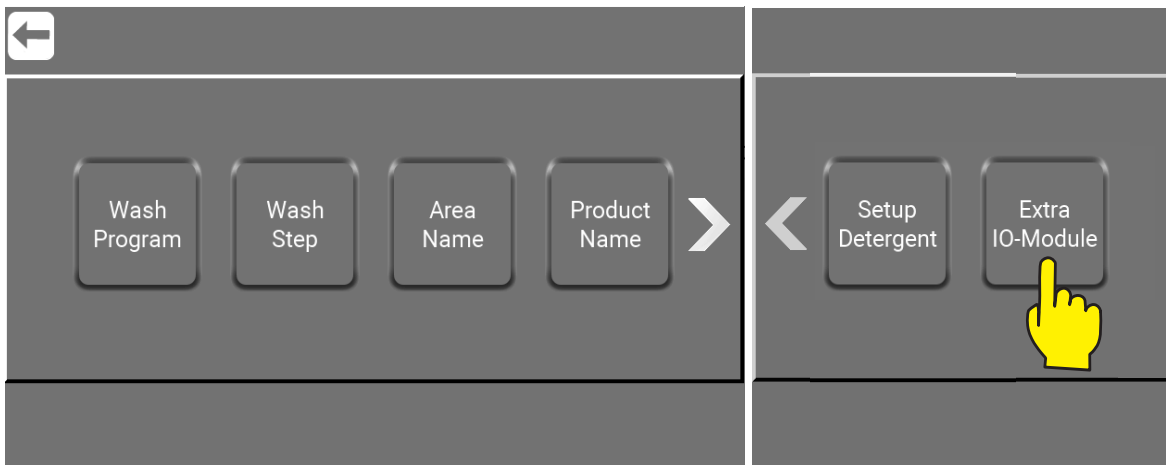 Wash
Program
Wash
Step
Area
Name
Product
Name
Setup
Detergent
Extra
IO-Module